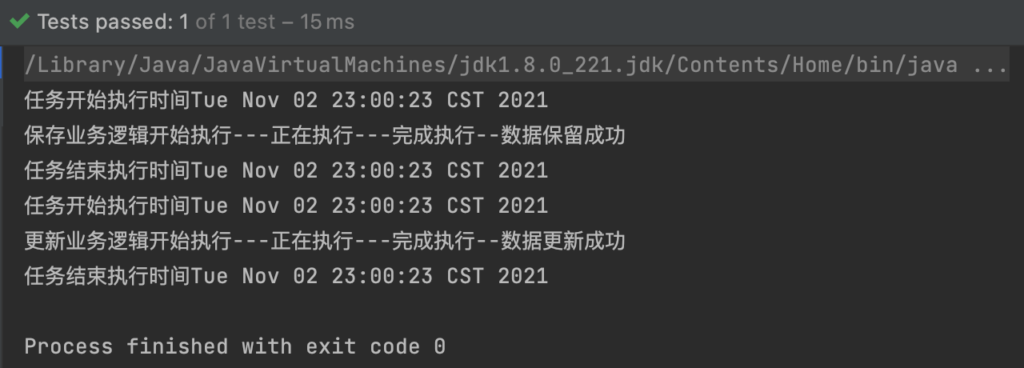 Tests passed: 1 of 1 test – 15 ms
/Library/Java/JavaVirtualMachines/jdk1.8.0_221.jdk/Contents/Home/bin/java ...
任务开始执行时间Tue Nov 02 23:00:23 CST 2021
保存业务逻辑开始执行---正在执行---完成执行--数据保留成功
任务结束执行时间Tue Nov 02 23:00:23 CST 2021
任务开始执行时间Tue Nov 02 23:00:23 CST 2021
更新业务逻辑开始执行---正在执行---完成执行--数据更新成功
任务结束执行时间Tue Nov 02 23:00:23 CST 2021
Process finished with exit code 0